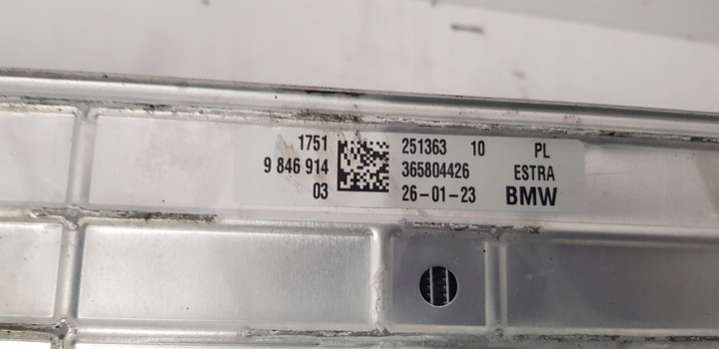 1751
9 846 914
03
251363 10 PL
365804426 ESTRA
26-01-23 BMW